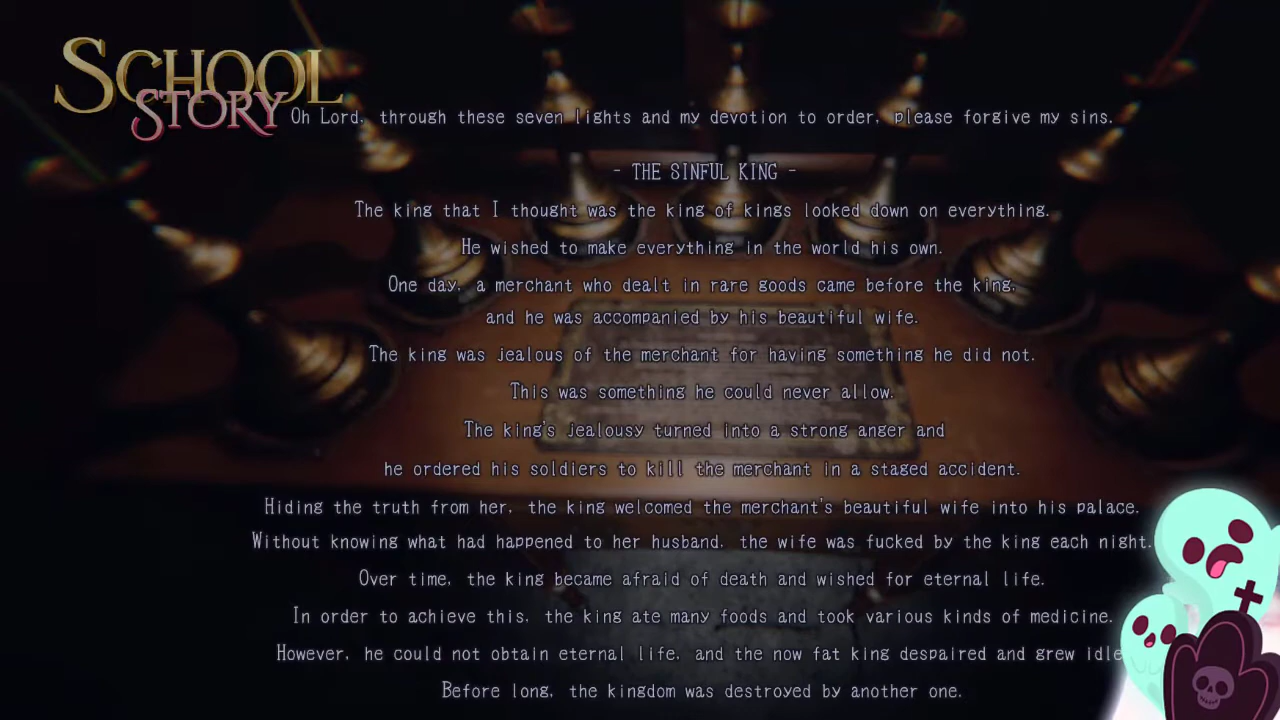 SCHOOL
STORY
Oh Lord, through these seven lights and my devotion to order, please forgive my sins.
- THE SINFUL KING -
The king that I thought was the king of kings looked down on everything.
He wished to make everything in the world his own.
One day, a merchant who dealt in rare goods came before the king,
and he was accompanied by his beautiful wife.
The king was jealous of the merchant for having something he did not.
This was something he could never allow.
The king's jealousy turned into a strong anger and
he ordered his soldiers to kill the merchant in a staged accident.
Hiding the truth from her, the king welcomed the merchant's beautiful wife into his palace.
Without knowing what had happened to her husband, the wife was fucked by the king each night.
Over time, the king became afraid of death and wished for eternal life.
In order to achieve this, the king ate many foods and took various kinds of medicine.
However, he could not obtain eternal life, and the now fat king despaired and grew idle
Before long, the kingdom was destroyed by another one.